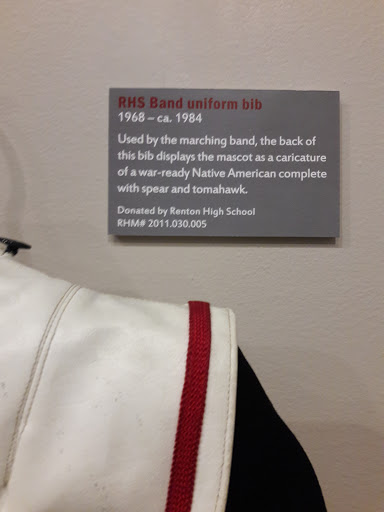 RHS Band uniform bib
1968 – ca. 1984
Used by the marching band, the back of
this bib displays the mascot as a caricature
of a war-ready Native American complete
with spear and tomahawk.
Donated by Renton High School
RHM# 2011.030.005